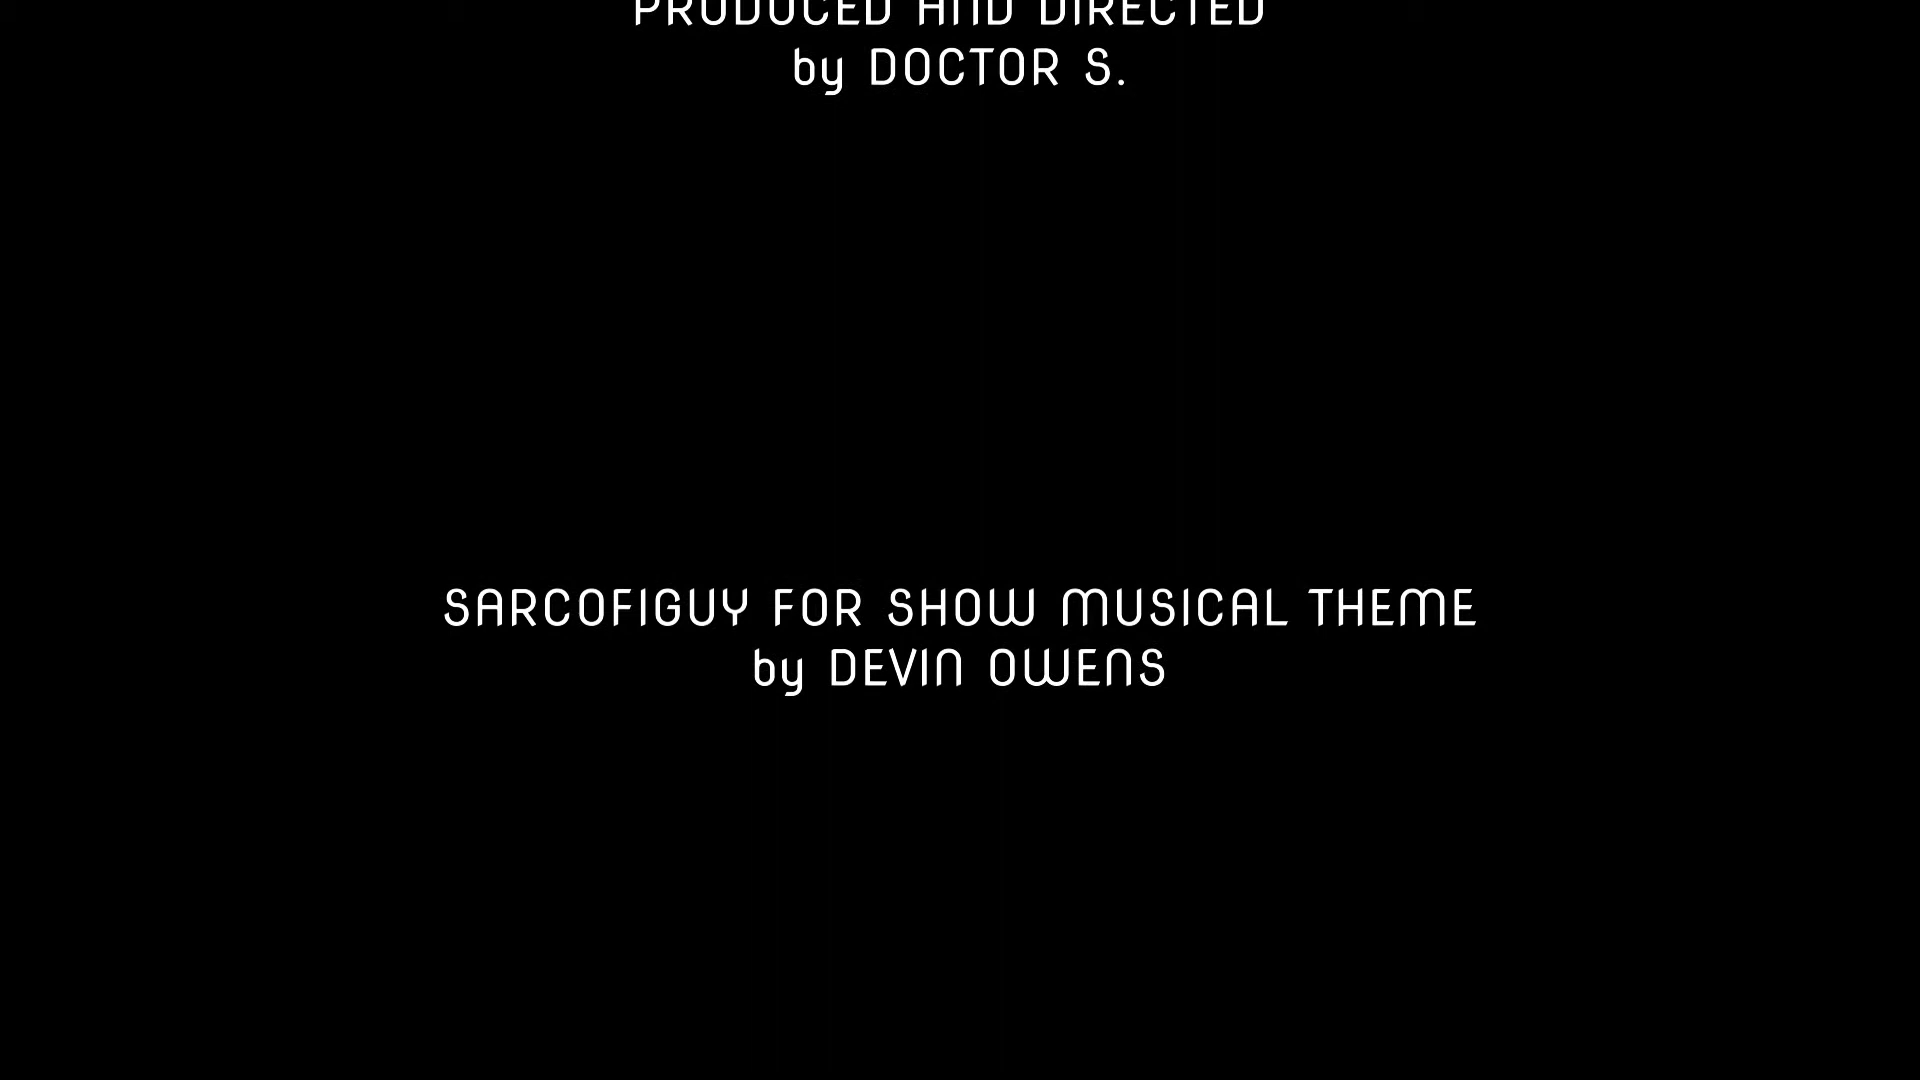 PRODUCED AND DIRECTED
by DOCTOR S.
SARCOFIGUY FOR SHOW MUSICAL THEME
by DEVIN OWENS